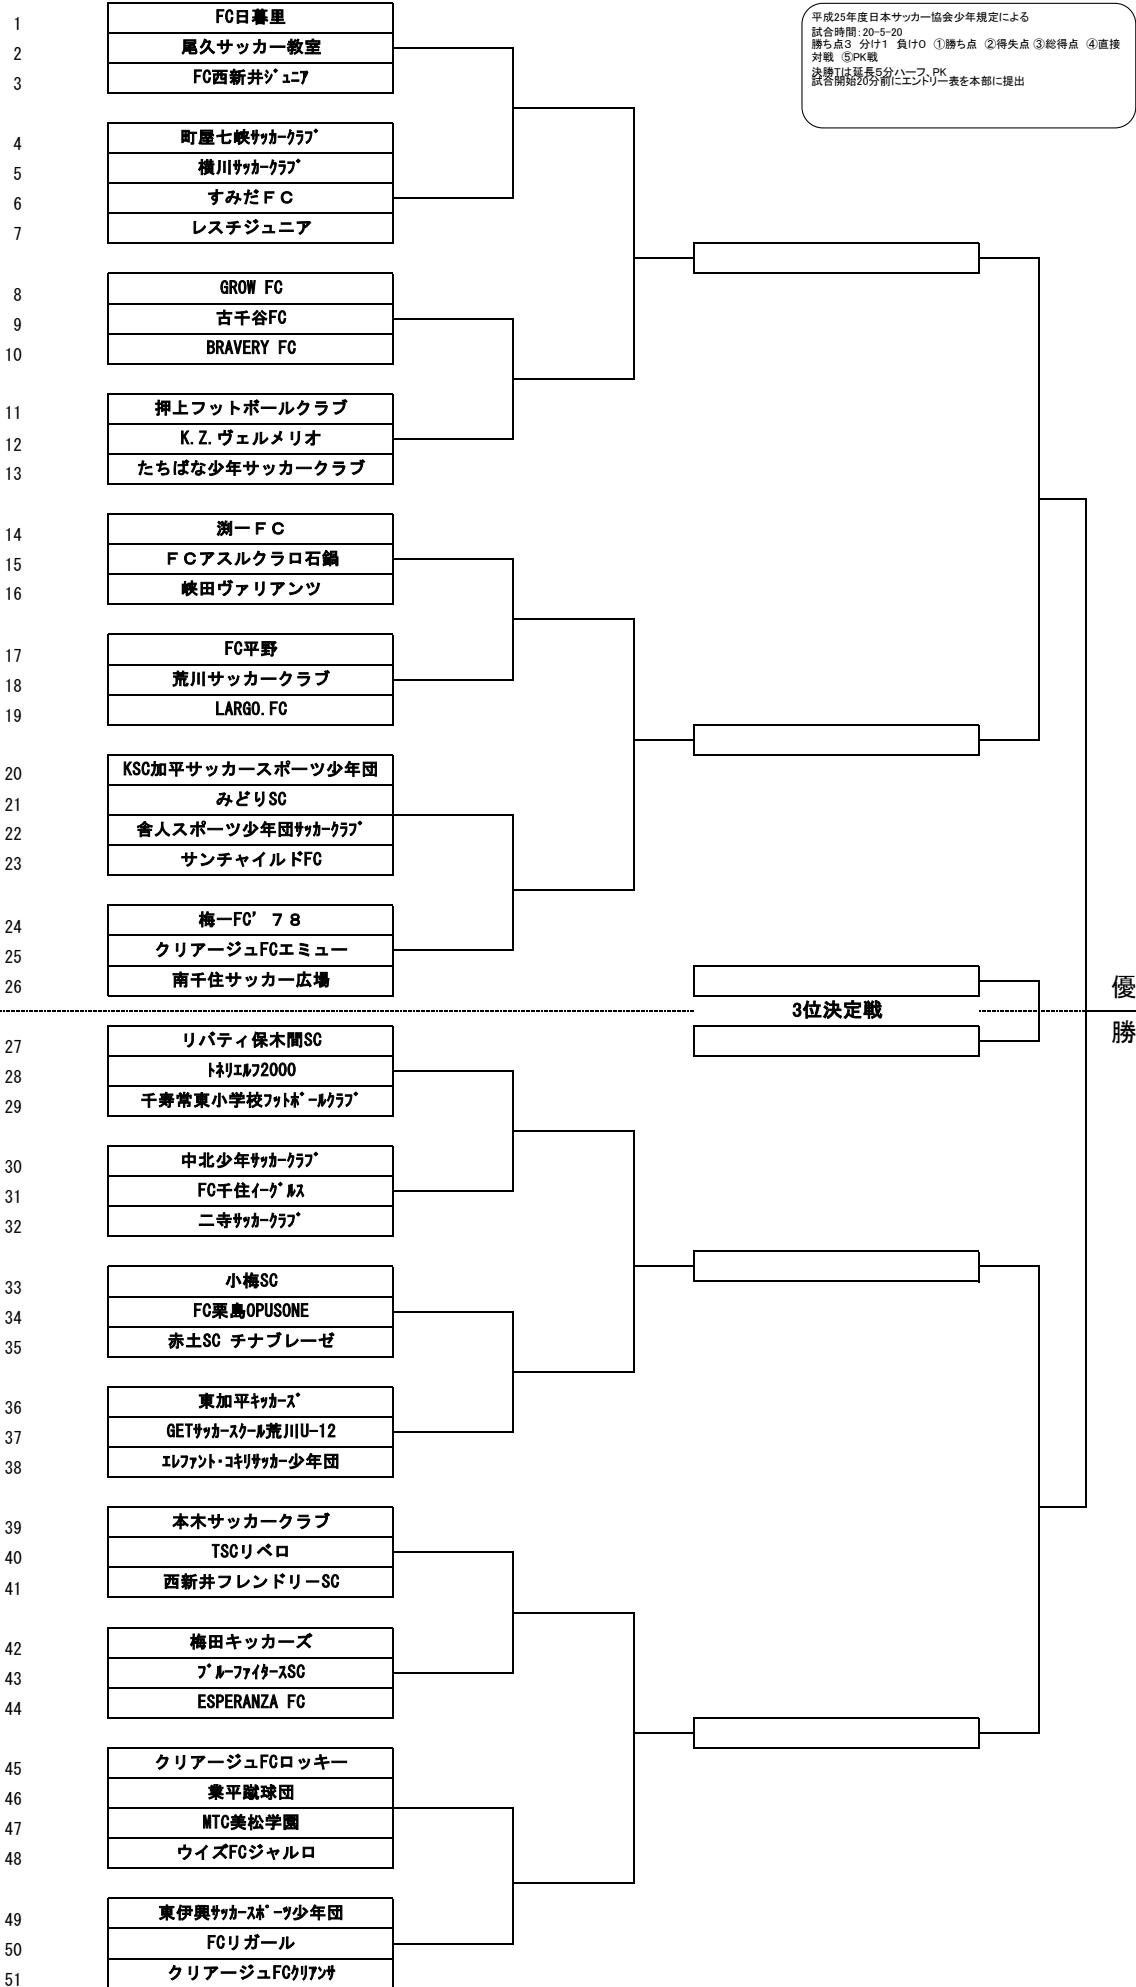 平成25年度日本サッカー協会少年規定による
試合時間：20-5-20
勝ち点3 分け1 負け0 ①勝ち点 ②得失点 ③総得点 ④直接
対戦 ⑤PK戦
決勝Tは延長5分ハーフ、PK
試合開始20分前にエントリー表を本部に提出
1 FC日暮里
2 尾久サッカー教室
3 FC西新井ｼﾞｭﾆｱ
4 町屋七峡ｻｯｶｰｸﾗﾌﾞ
5 横川ｻｯｶｰｸﾗﾌﾞ
6 すみだＦＣ
7 レスチジュニア
8 GROW FC
9 古千谷FC
10 BRAVERY FC
11 押上フットボールクラブ
12 K.Z.ヴェルメリオ
13 たちばな少年サッカークラブ
14 渕一ＦＣ
15 ＦＣアスルクラロ石鍋
16 峡田ヴァリアンツ
17 FC平野
18 荒川サッカークラブ
19 LARGO.FC
20 KSC加平サッカースポーツ少年団
21 みどりSC
22 舎人スポーツ少年団ｻｯｶｰｸﾗﾌﾞ
23 サンチャイルドFC
24 梅一FC’７８
25 クリアージュFCエミュー
26 南千住サッカー広場
3位決定戦
優
勝
27 リバティ保木間SC
28 ﾄﾈﾘｴﾙﾌ2000
29 千寿常東小学校ﾌｯﾄﾎﾞｰﾙｸﾗﾌﾞ
30 中北少年ｻｯｶｰｸﾗﾌﾞ
31 FC千住ｲｰｸﾞﾙｽ
32 二寺ｻｯｶｰｸﾗﾌﾞ
33 小梅SC
34 FC栗島OPUSONE
35 赤土SC チナブレーゼ
36 東加平ｷｯｶｰｽﾞ
37 GETｻｯｶｰｽｸｰﾙ荒川U-12
38 ｴﾚﾌｧﾝﾄ･ｺｷﾘｻｯｶｰ少年団
39 本木サッカークラブ
40 TSCリベロ
41 西新井フレンドリーSC
42 梅田キッカーズ
43 ﾌﾞﾙｰﾌｧｲﾀｰｽSC
44 ESPERANZA FC
45 クリアージュFCロッキー
46 業平蹴球団
47 MTC美松学園
48 ウイズFCジャルロ
49 東伊興ｻｯｶｰｽﾎﾟｰﾂ少年団
50 FCリガール
51 クリアージュFCｸﾘｱﾝｻ